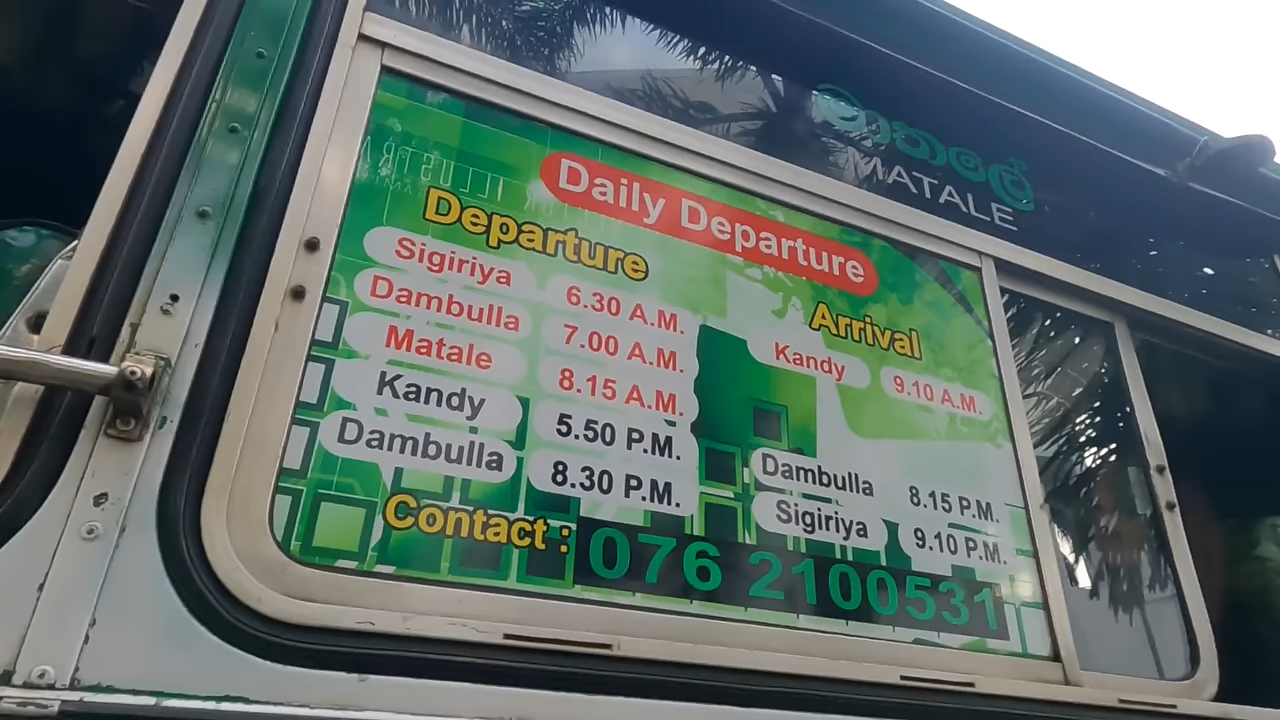 මාතලේ
MATALE
Daily Departure
Departure
Sigiriya 6.30 A.M.
Dambulla 7.00 A.M.
Matale 8.15 A.M.
Kandy 5.50 P.M.
Dambulla 8.30 P.M.
Arrival
Kandy 9.10 A.M.
Dambulla 8.15 P.M.
Sigiriya 9.10 P.M.
Contact : 076 2100531